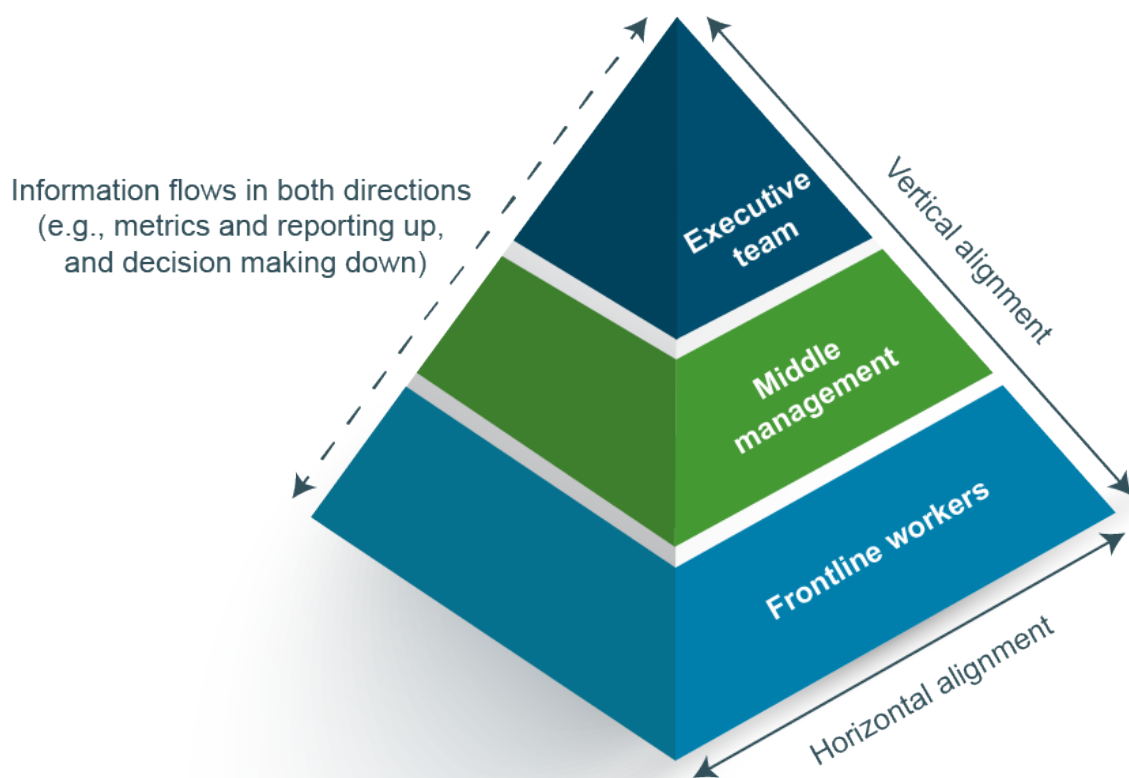 Information flows in both directions
(e.g., metrics and reporting up,
and decision making down)
Executive
team
Vertical alignment
Middle
management
Frontline workers
Horizontal alignment